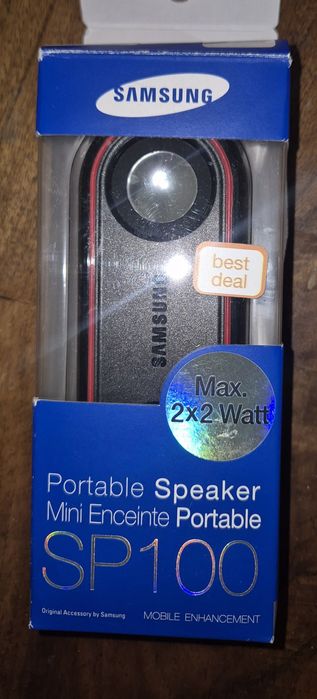 SAMSUNG
best
deal
SAMSUNG
Max.
2x2 Watt
Portable Speaker
Mini Enceinte Portable
SP100
Original Accessory by Samsung
MOBILE ENHANCEMENT